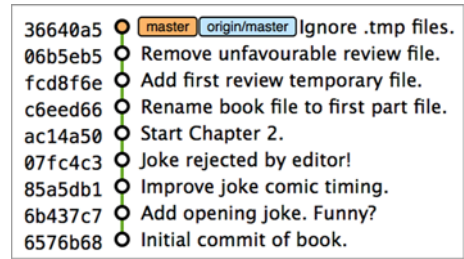 36640a5 master origin/master Ignore .tmp files.
06b5eb5 Remove unfavourable review file.
fcd8f6e Add first review temporary file.
c6eed66 Rename book file to first part file.
ac14a50 Start Chapter 2.
07fc4c3 Joke rejected by editor!
85a5db1 Improve joke comic timing.
6b437c7 Add opening joke. Funny?
6576b68 Initial commit of book.